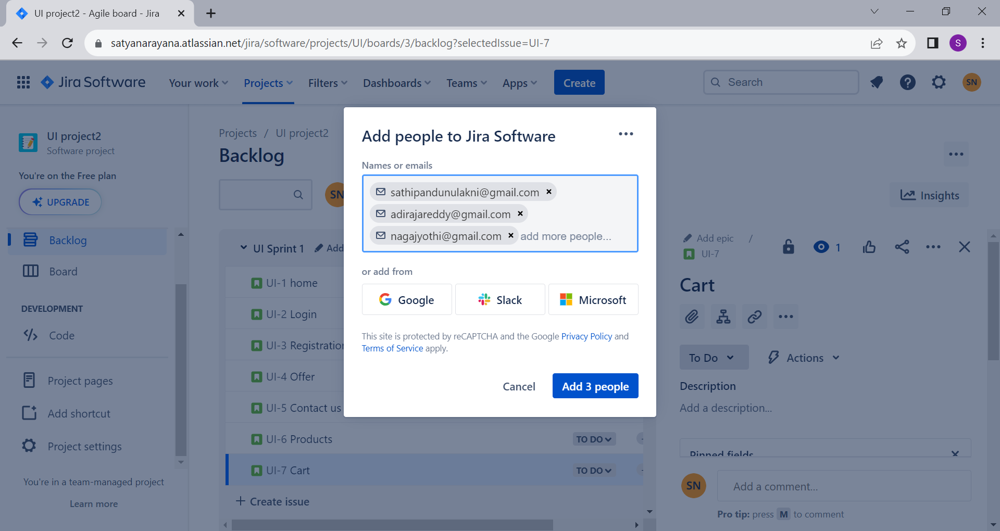 UI project2 - Agile board - Jira
satyanarayana.atlassian.net/jira/software/projects/UI/boards/3/backlog?selectedIssue=UI-7
S
Jira Software
Your work
Projects
Filters
Dashboards
Teams
Apps
Create
Search
SN
UI project2
Software project
You're on the Free plan
UPGRADE
Backlog
Board
DEVELOPMENT
Code
Project pages
Add shortcut
Project settings
You're in a team-managed project
Learn more
Projects / UI project2
Backlog
SN
UI Sprint 1
Add
UI-1 home
UI-2 Login
UI-3 Registration
UI-4 Offer
UI-5 Contact us
UI-6 Products
TO DO
UI-7 Cart
TO DO
+ Create issue
Add people to Jira Software
Names or emails
sathipandunulakni@gmail.com
adirajareddy@gmail.com
nagajyothi@gmail.com
add more people...
or add from
Google
Slack
Microsoft
This site is protected by reCAPTCHA and the Google Privacy Policy and
Terms of Service apply.
Cancel
Add 3 people
Insights
Add epic /
UI-7
1
Cart
To Do
Actions
Description
Add a description...
Pinned fields
SN
Add a comment...
Pro tip: press M to comment